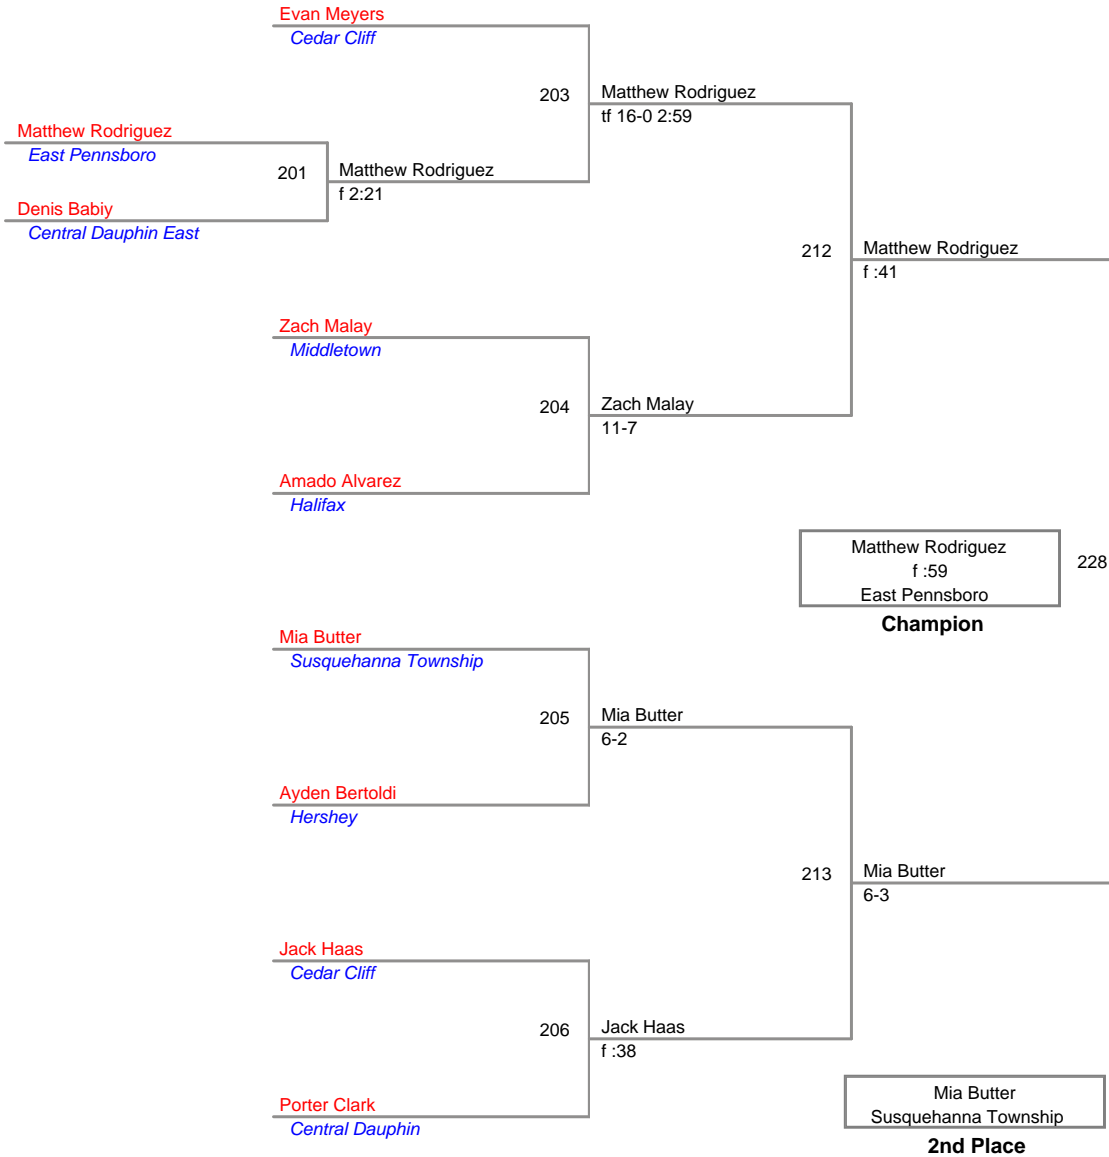 Evan Meyers
Cedar Cliff
203
Matthew Rodriguez
tf 16-0 2:59
Matthew Rodriguez
East Pennsboro
201
Matthew Rodriguez
f 2:21
Denis Babiy
Central Dauphin East
212
Matthew Rodriguez
f :41
Zach Malay
Middletown
204
Zach Malay
11-7
Amado Alvarez
Halifax
Matthew Rodriguez
f :59
East Pennsboro
228
Champion
Mia Butter
Susquehanna Township
205
Mia Butter
6-2
Ayden Bertoldi
Hershey
213
Mia Butter
6-3
Jack Haas
Cedar Cliff
206
Jack Haas
f :38
Porter Clark
Central Dauphin
Mia Butter
Susquehanna Township
2nd Place